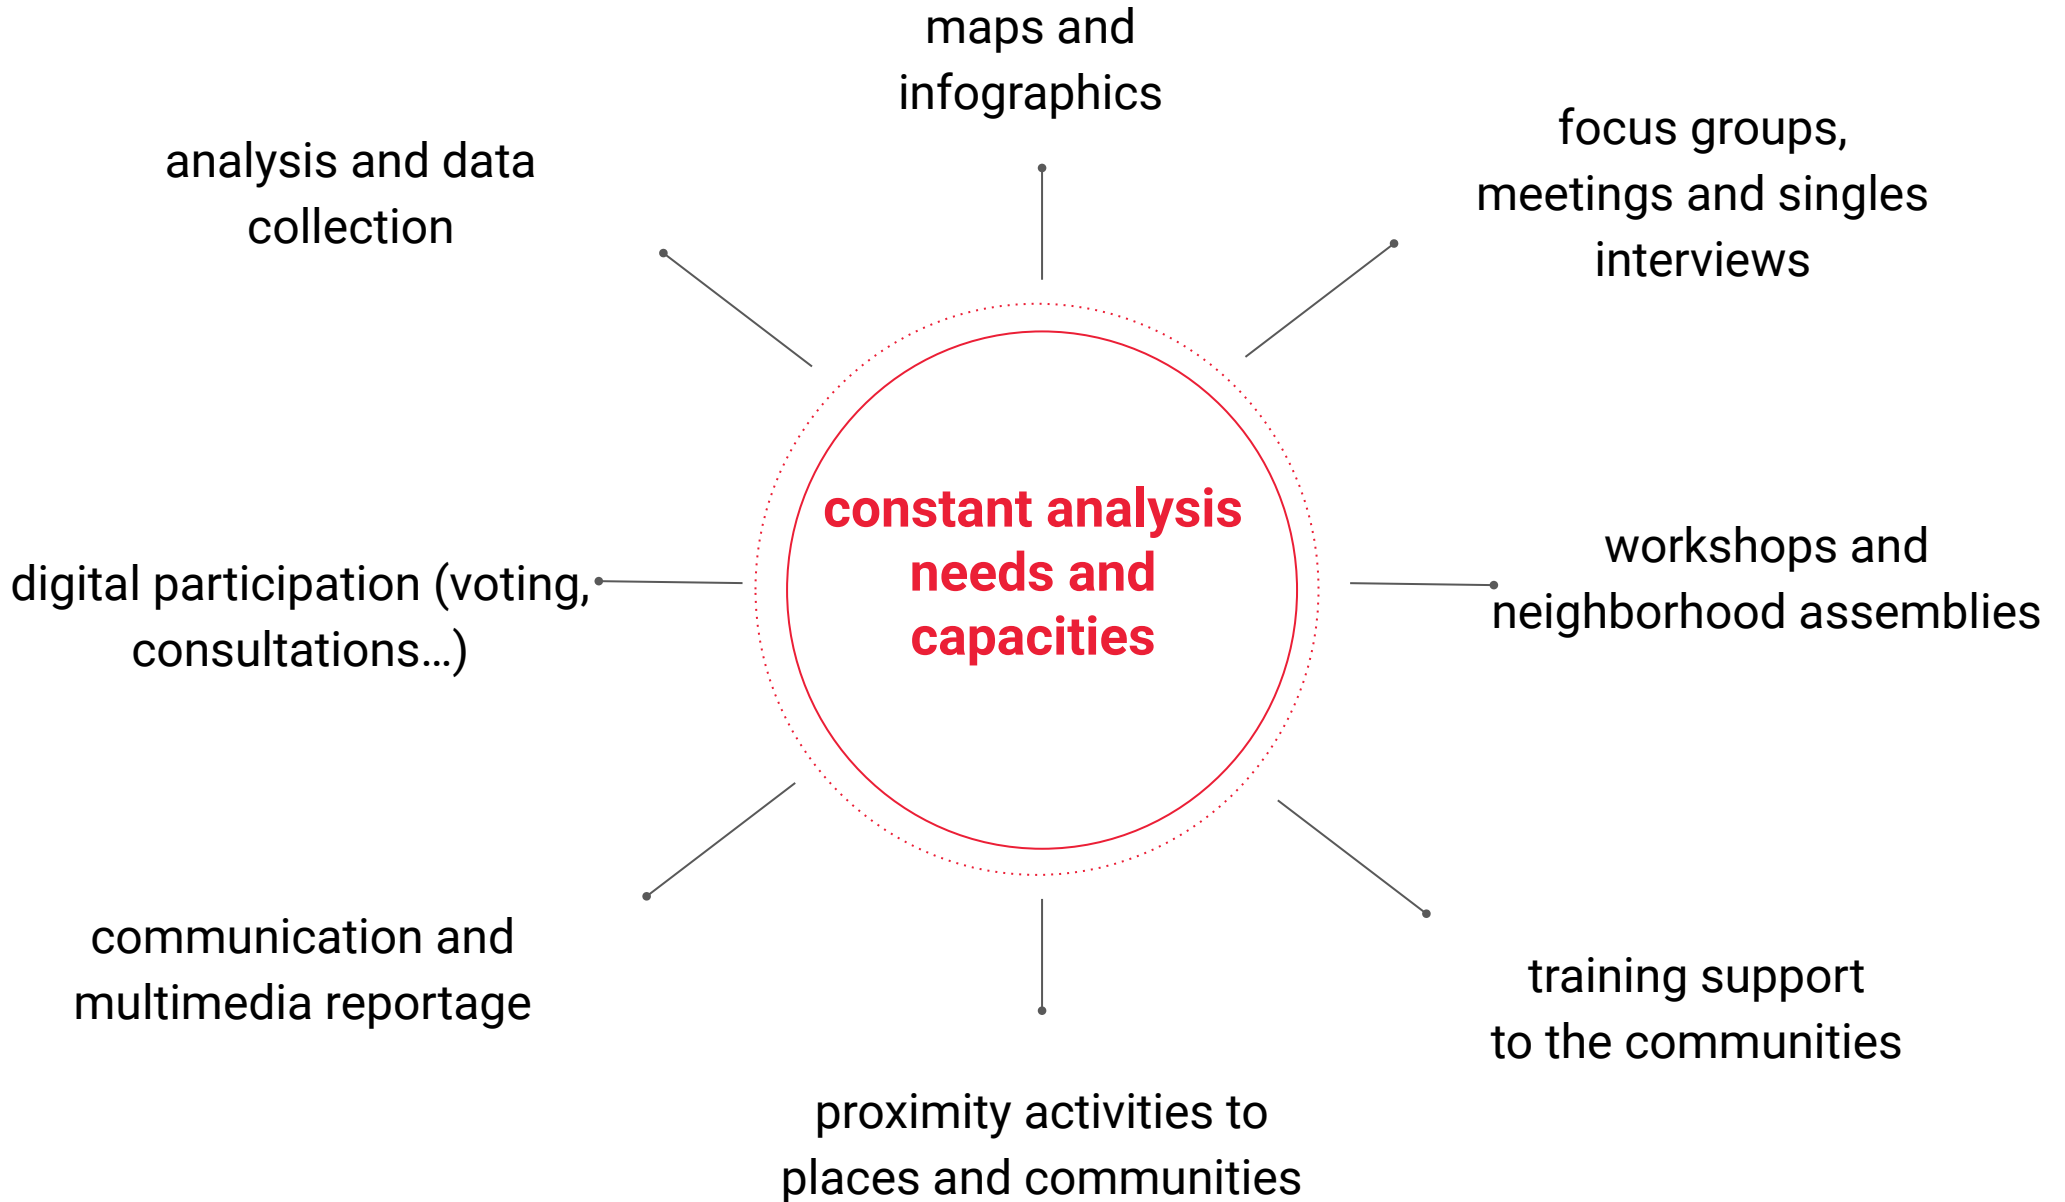 maps and
infographics
focus groups,
meetings and singles
interviews
analysis and data
collection
constant analysis
needs and
capacities
workshops and
neighborhood assemblies
digital participation (voting,
consultations…)
communication and
multimedia reportage
training support
to the communities
proximity activities to
places and communities